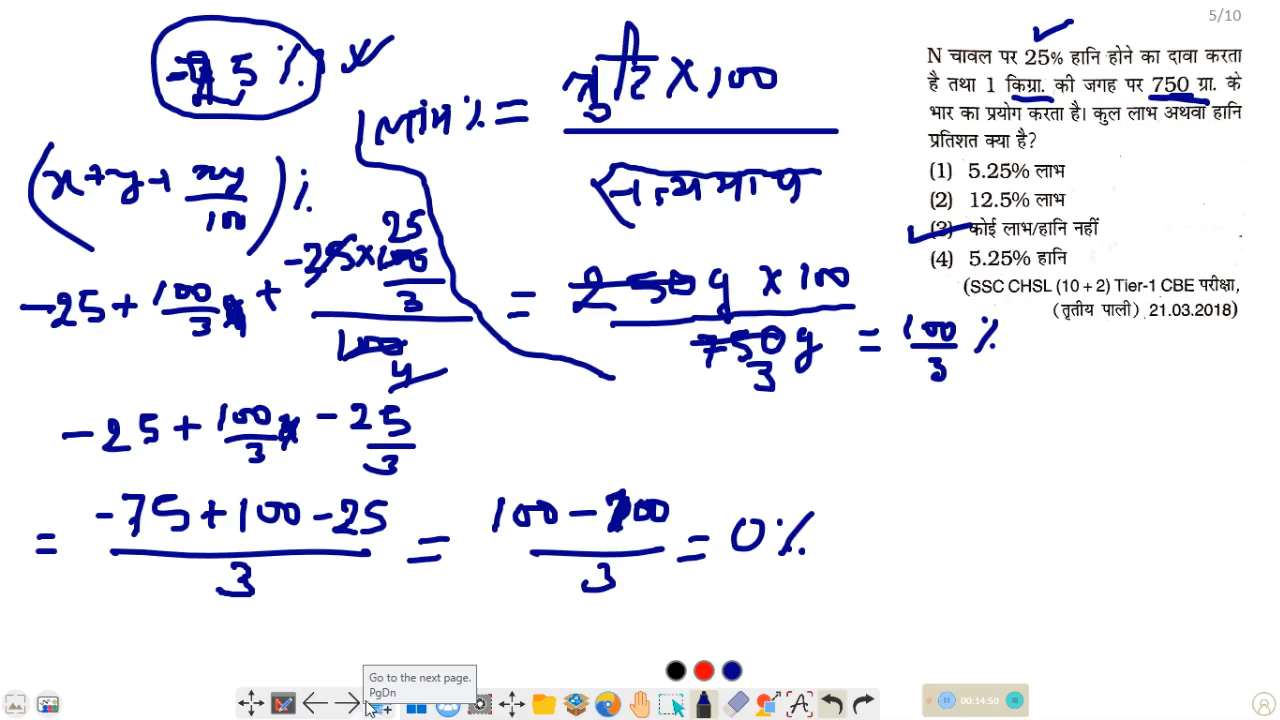 5/10
N चावल पर 25% हानि होने का दावा करता
है तथा 1 किग्रा. की जगह पर 750 ग्रा. के
भार का प्रयोग करता है। कुल लाभ अथवा हानि
प्रतिशत क्या है?
(1) 5.25% लाभ
(2) 12.5% लाभ
(3) कोई लाभ/हानि नहीं
(4) 5.25% हानि
(SSC CHSL (10 + 2) Tier-1 CBE परीक्षा,
(तृतीय पाली) 21.03.2018)
लाभ % = त्रुटि × 100
(x + y + xy/100) %
-25 + 100/3 + -25 × 100/3 / 100
= 250g × 100 / 750g = 100/3 %
-25 + 100/3 - 25/3
= -75 + 100 - 25 / 3 = 100 - 100 / 3 = 0%
Go to the next page.
PgDn
00:14:50